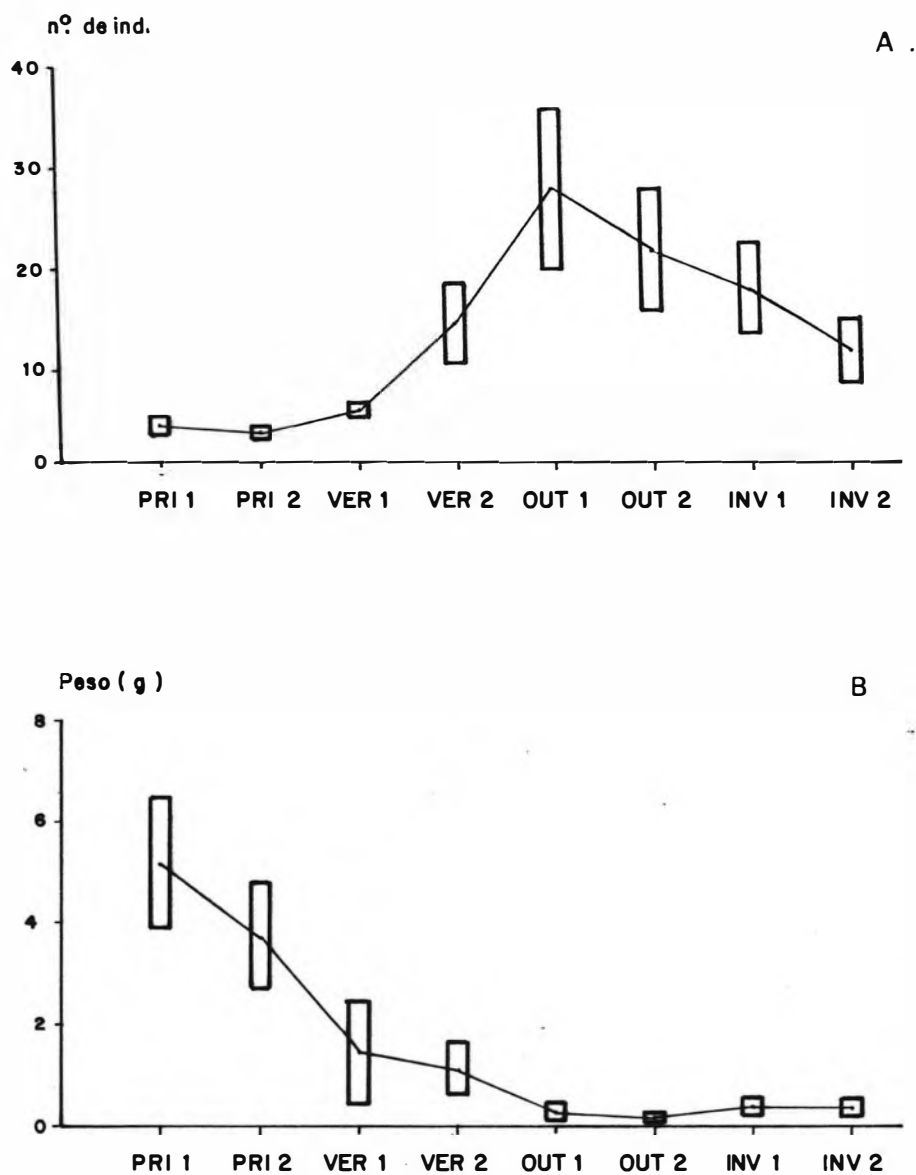 nº. de ind.
A
40
30
20
10
0
PRI 1 PRI 2 VER 1 VER 2 OUT 1 OUT 2 INV 1 INV 2
Peso ( g )
B
8
6
4
2
0
PRI 1 PRI 2 VER 1 VER 2 OUT 1 OUT 2 INV 1 INV 2